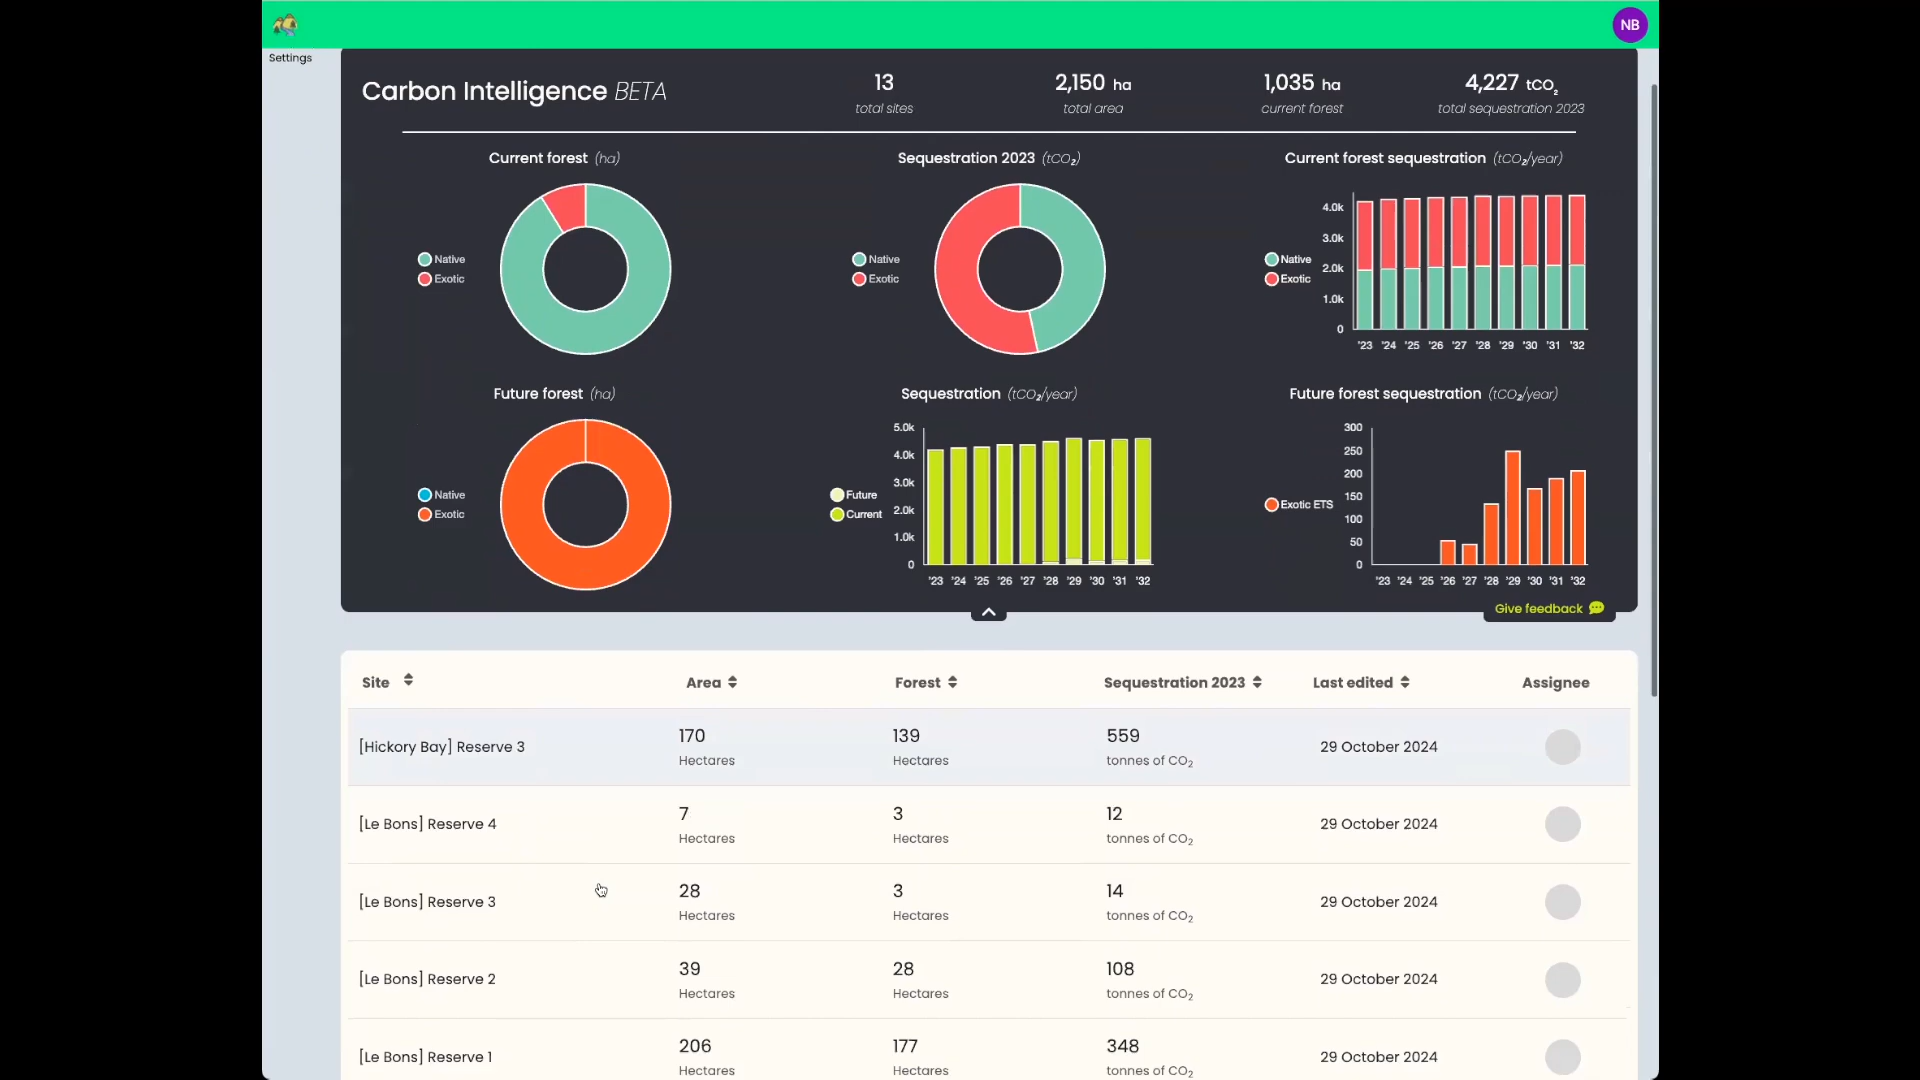 NB
Settings
Carbon Intelligence BETA
13
total sites
2,150 ha
total area
1,035 ha
current forest
4,227 tCO₂
total sequestration 2023
Current forest (ha)
Native
Exotic
Sequestration 2023 (tCO₂)
Native
Exotic
Current forest sequestration (tCO₂/year)
Native
Exotic
4.0k
3.0k
2.0k
1.0k
0
'23 '24 '25 '26 '27 '28 '29 '30 '31 '32
Future forest (ha)
Native
Exotic
Sequestration (tCO₂/year)
Future
Current
5.0k
4.0k
3.0k
2.0k
1.0k
0
'23 '24 '25 '26 '27 '28 '29 '30 '31 '32
Future forest sequestration (tCO₂/year)
Exotic ETS
300
250
200
150
100
50
0
'23 '24 '25 '26 '27 '28 '29 '30 '31 '32
Give feedback
Site Area Forest Sequestration 2023 Last edited Assignee
[Hickory Bay] Reserve 3
170
Hectares
139
Hectares
559
tonnes of CO₂
29 October 2024
[Le Bons] Reserve 4
7
Hectares
3
Hectares
12
tonnes of CO₂
29 October 2024
[Le Bons] Reserve 3
28
Hectares
3
Hectares
14
tonnes of CO₂
29 October 2024
[Le Bons] Reserve 2
39
Hectares
28
Hectares
108
tonnes of CO₂
29 October 2024
[Le Bons] Reserve 1
206
Hectares
177
Hectares
348
tonnes of CO₂
29 October 2024